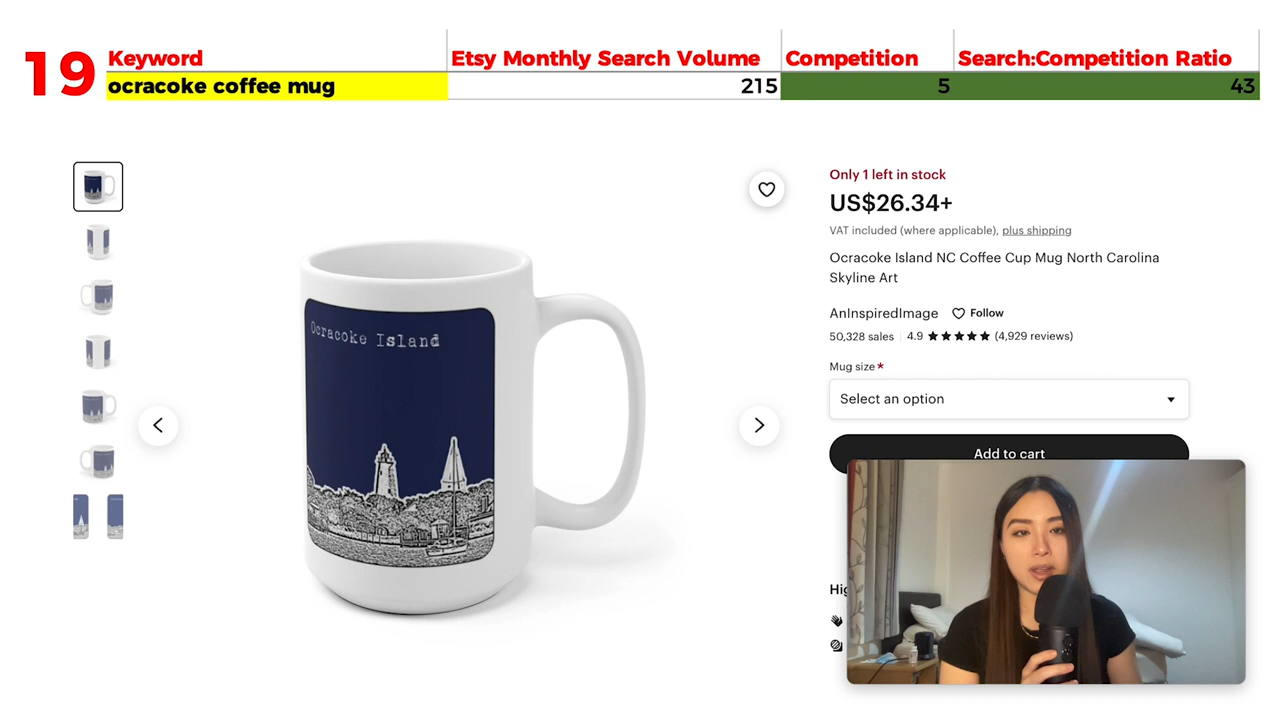 19
Keyword
Etsy Monthly Search Volume
Competition
Search:Competition Ratio
ocracoke coffee mug
215
5
43
Only 1 left in stock
US$26.34+
VAT included (where applicable), plus shipping
Ocracoke Island NC Coffee Cup Mug North Carolina
Skyline Art
AnInspiredImage
Follow
50,328 sales
4.9 ★★★★★ (4,929 reviews)
Mug size *
Select an option
Add to cart
Ocracoke Island